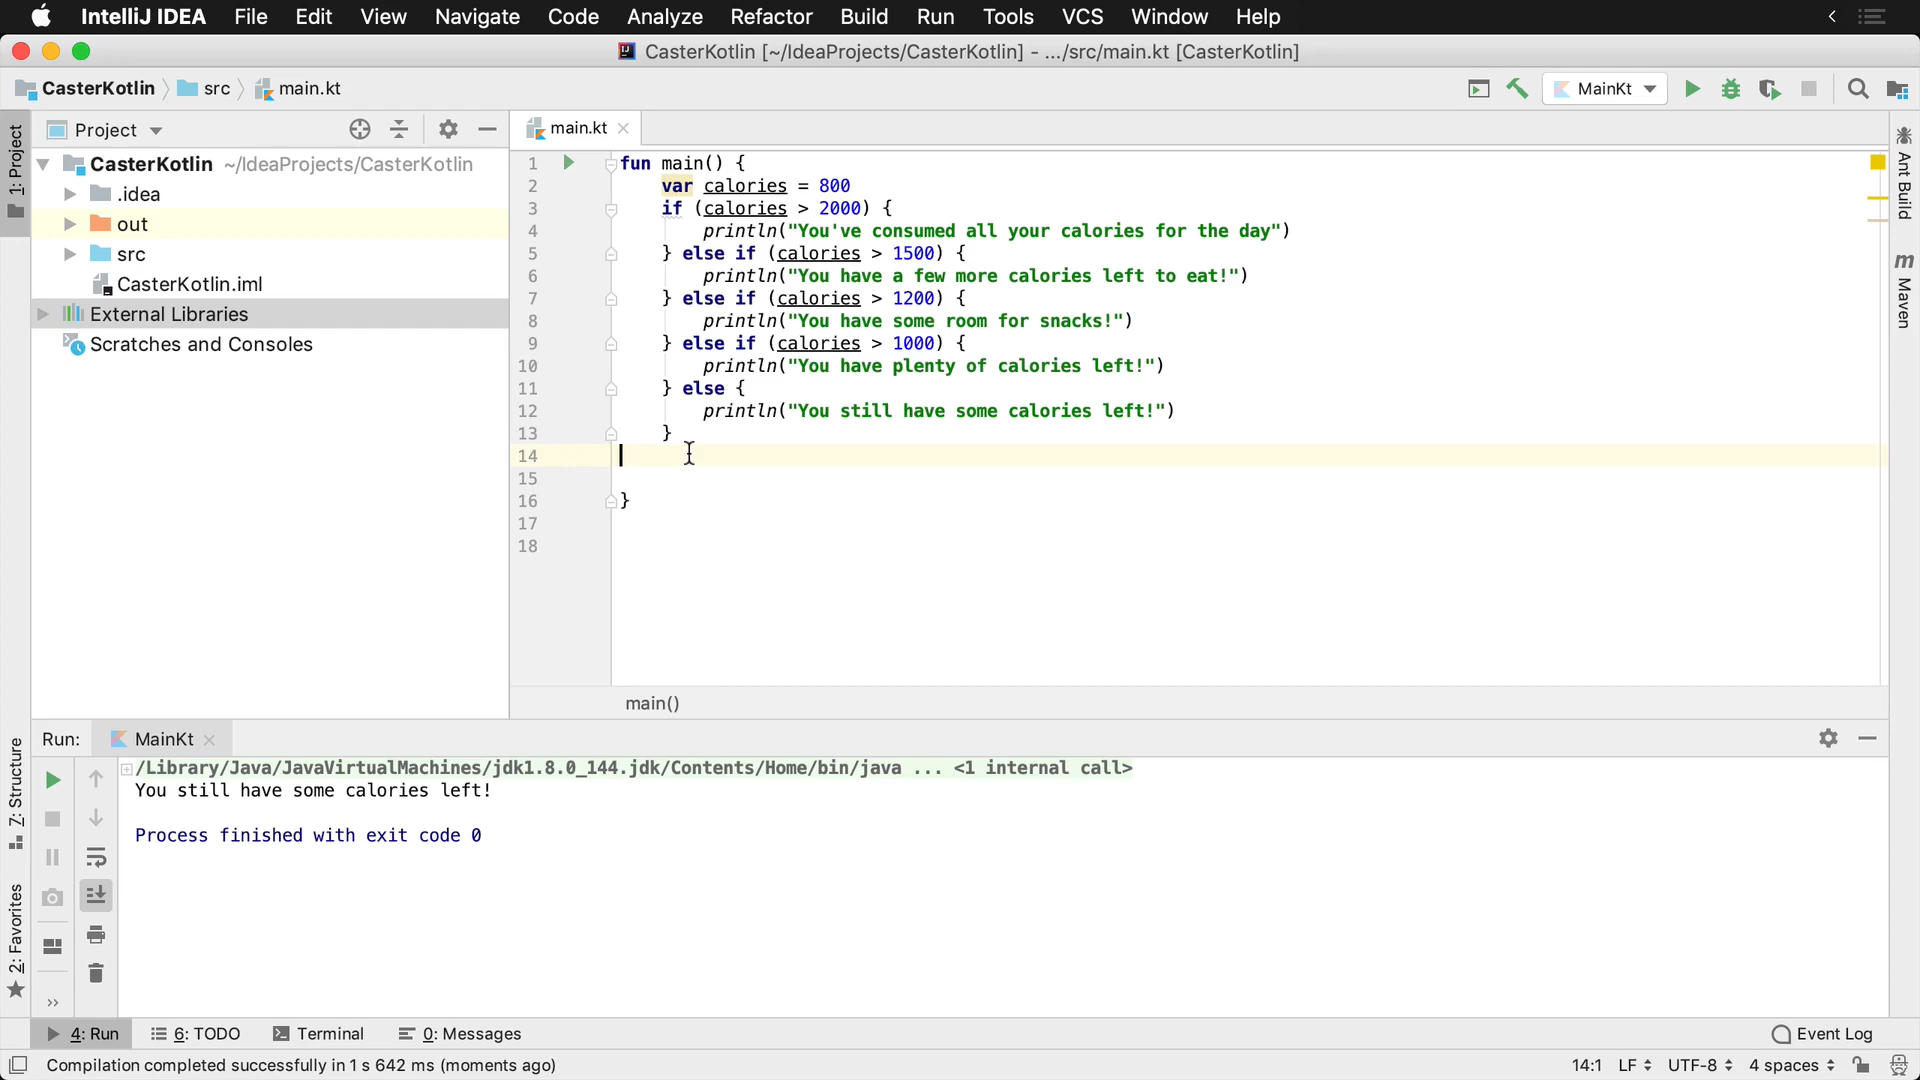 IntelliJ IDEA File Edit View Navigate Code Analyze Refactor Build Run Tools VCS Window Help
CasterKotlin [~/IdeaProjects/CasterKotlin] - .../src/main.kt [CasterKotlin]
CasterKotlin src main.kt MainKt
Project main.kt
1: Project
CasterKotlin ~/IdeaProjects/CasterKotlin
.idea
out
src
CasterKotlin.iml
External Libraries
Scratches and Consoles
1 fun main() {
2 var calories = 800
3 if (calories > 2000) {
4 println("You've consumed all your calories for the day")
5 } else if (calories > 1500) {
6 println("You have a few more calories left to eat!")
7 } else if (calories > 1200) {
8 println("You have some room for snacks!")
9 } else if (calories > 1000) {
10 println("You have plenty of calories left!")
11 } else {
12 println("You still have some calories left!")
13 }
14
15
16 }
17
18
main()
Ant Build
m Maven
Run: MainKt
/Library/Java/JavaVirtualMachines/jdk1.8.0_144.jdk/Contents/Home/bin/java ... <1 internal call>
You still have some calories left!
Process finished with exit code 0
Z: Structure
2: Favorites
4: Run 6: TODO Terminal 0: Messages Event Log
Compilation completed successfully in 1 s 642 ms (moments ago) 14:1 LF UTF-8 4 spaces